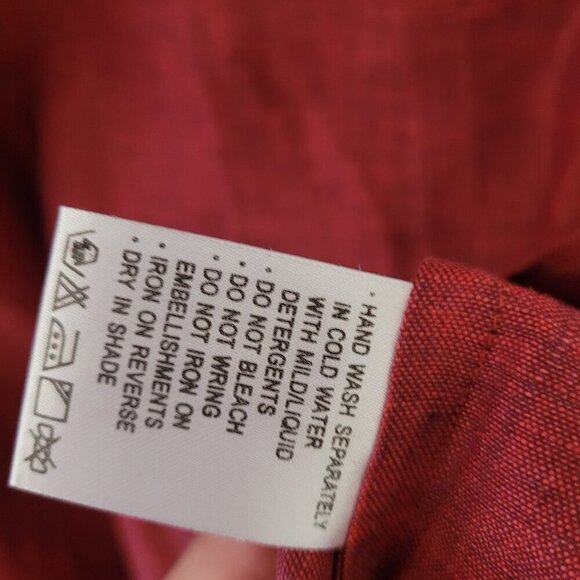 • HAND WASH SEPARATELY
IN COLD WATER
WITH MILD/LIQUID
DETERGENTS
• DO NOT BLEACH
• DO NOT WRING
• DO NOT IRON ON
EMBELLISHMENTS
• IRON ON REVERSE
• DRY IN SHADE